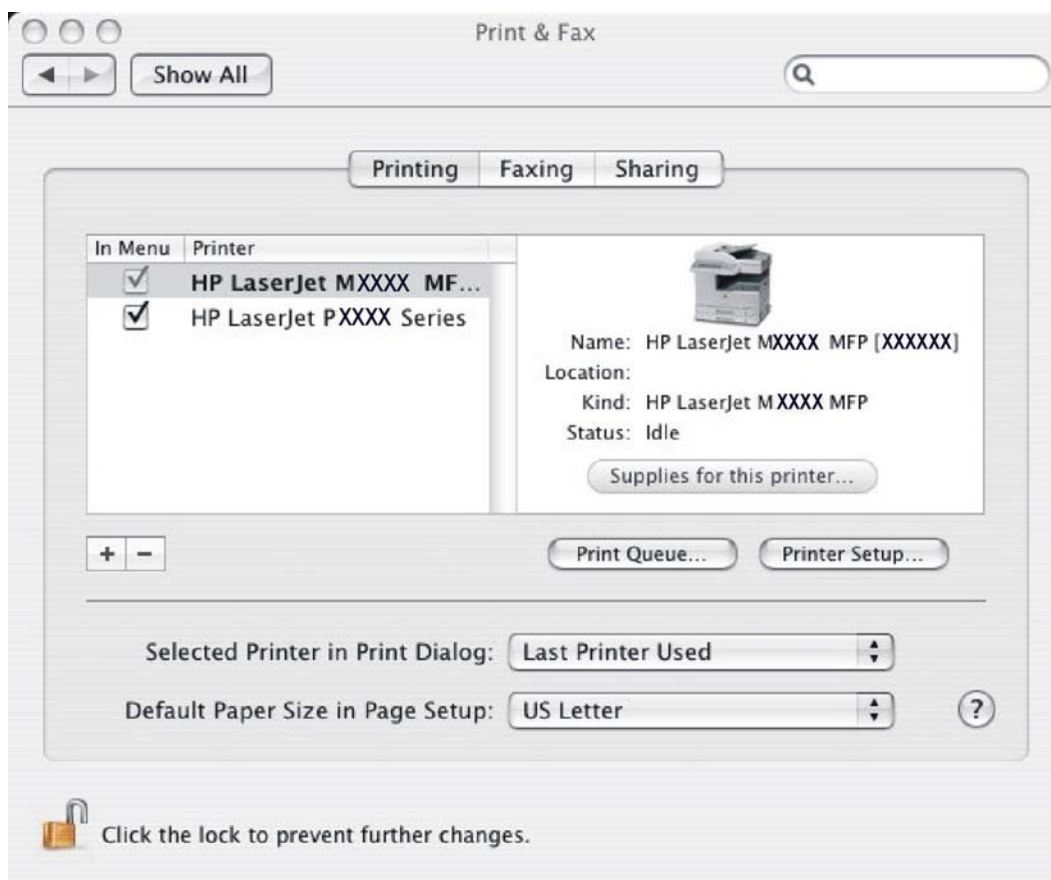 Print & Fax
Show All
Printing Faxing Sharing
In Menu Printer
HP LaserJet MXXXX MF...
HP LaserJet PXXXX Series
Name: HP LaserJet MXXXX MFP [XXXXXX]
Location:
Kind: HP LaserJet MXXXX MFP
Status: Idle
Supplies for this printer...
+ −
Print Queue... Printer Setup...
Selected Printer in Print Dialog: Last Printer Used
Default Paper Size in Page Setup: US Letter ?
Click the lock to prevent further changes.